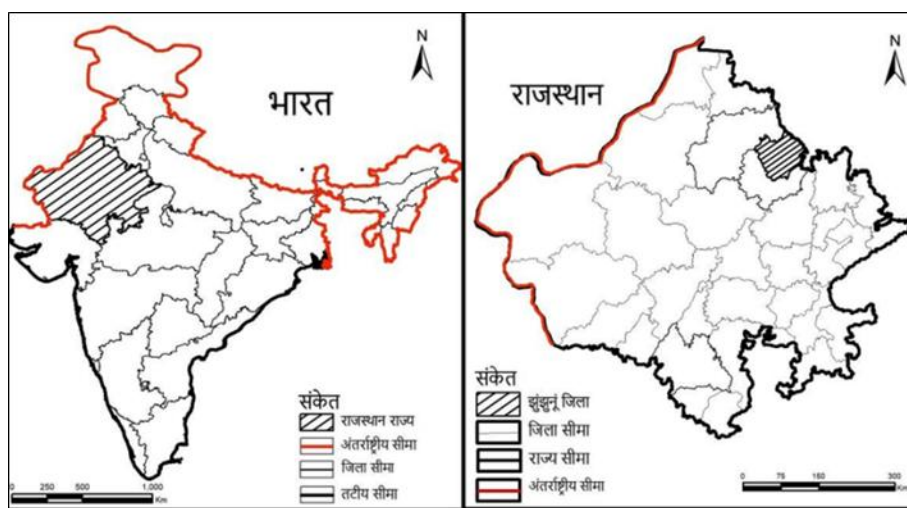 N
भारत
संकेत
राजस्थान राज्य
अंतर्राष्ट्रीय सीमा
जिला सीमा
तटीय सीमा
0 250 500 1,000
Km
N
राजस्थान
संकेत
झुंझुनूं जिला
जिला सीमा
राज्य सीमा
अंतर्राष्ट्रीय सीमा
0 75 150 300
Km